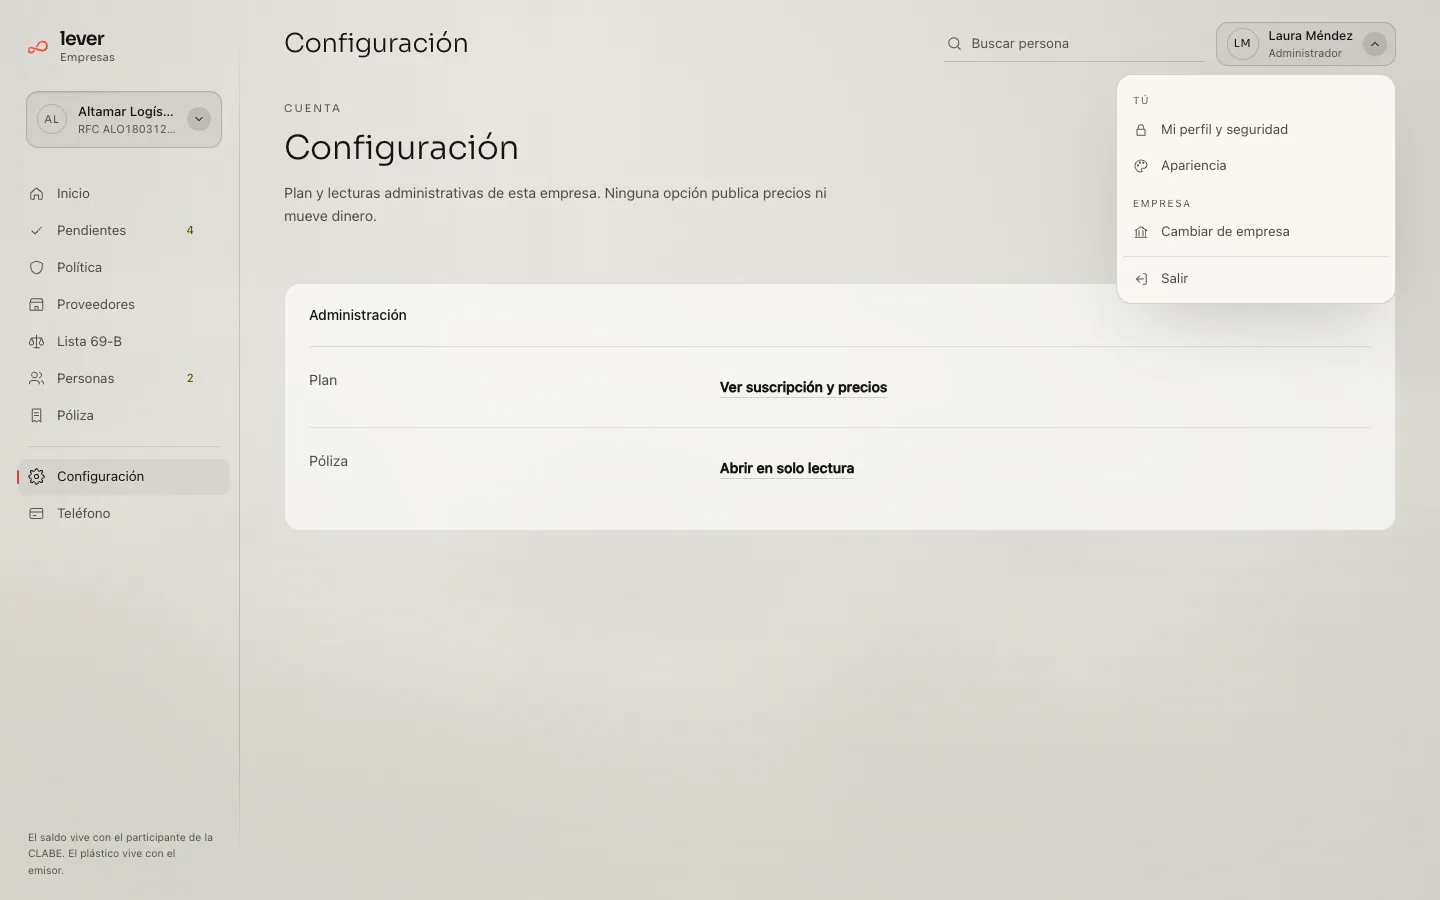 lever
Empresas
AL
Altamar Logís...
RFC ALO180312...
Inicio
Pendientes 4
Política
Proveedores
Lista 69-B
Personas 2
Póliza
Configuración
Teléfono
El saldo vive con el participante de la
CLABE. El plástico vive con el
emisor.
Configuración
Buscar persona
LM
Laura Méndez
Administrador
TÚ
Mi perfil y seguridad
Apariencia
EMPRESA
Cambiar de empresa
Salir
CUENTA
Configuración
Plan y lecturas administrativas de esta empresa. Ninguna opción publica precios ni
mueve dinero.
Administración
Plan
Ver suscripción y precios
Póliza
Abrir en solo lectura